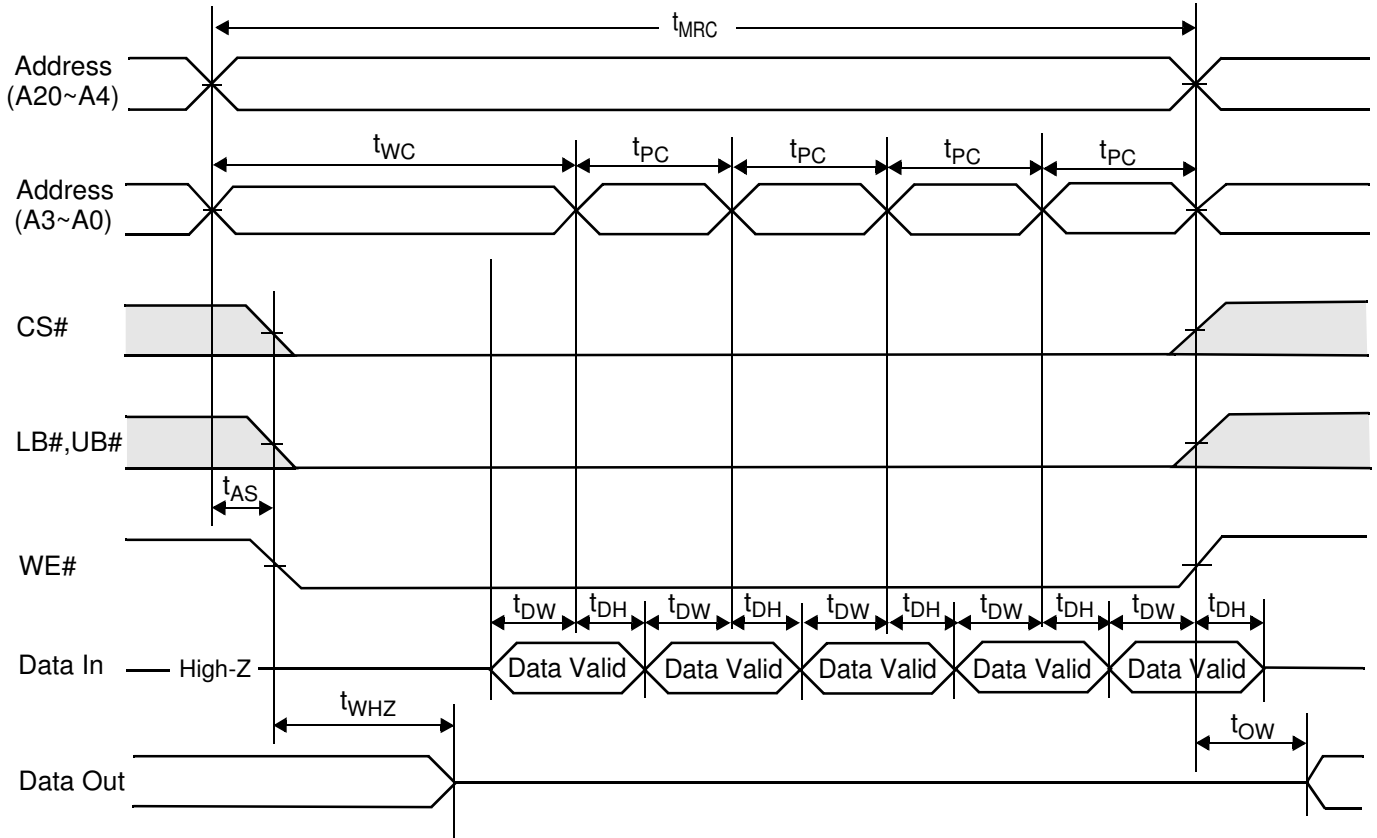 tMRC
Address
(A20~A4)
tWC tPC tPC tPC tPC
Address
(A3~A0)
CS#
LB#,UB#
tAS
WE#
tDW tDH tDW tDH tDW tDH tDW tDH tDW tDH
Data In High-Z Data Valid Data Valid Data Valid Data Valid Data Valid
tWHZ
tOW
Data Out